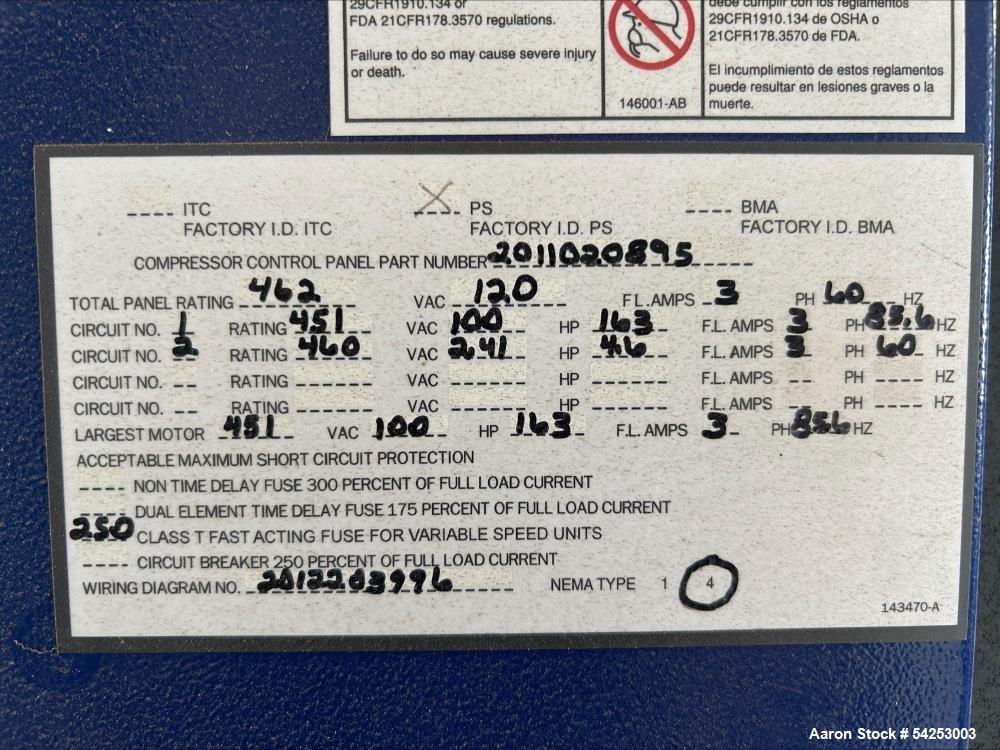 29CFR1910.134 or
FDA 21CFR178.3570 regulations.
Failure to do so may cause severe injury
or death.
146001-AB
debe cumplir con los reglamentos
29CFR1910.134 de OSHA o
21CFR178.3570 de FDA.
El incumplimiento de estos reglamentos
puede resultar en lesiones graves o la
muerte.
---- ITC X PS ---- BMA
FACTORY I.D. ITC FACTORY I.D. PS FACTORY I.D. BMA
COMPRESSOR CONTROL PANEL PART NUMBER 2011020895
TOTAL PANEL RATING 462 VAC 120 F.L.AMPS 3 PH 60 HZ
CIRCUIT NO. 1 RATING 451 VAC 100 HP 163 F.L. AMPS 3 PH 85.6 HZ
CIRCUIT NO. 2 RATING 460 VAC 2.41 HP 4.6 F.L. AMPS 3 PH 60 HZ
CIRCUIT NO. -- RATING ------ VAC ------ HP ------ F.L. AMPS -- PH ---- HZ
CIRCUIT NO. -- RATING ------ VAC ------ HP ------ F.L. AMPS -- PH ---- HZ
LARGEST MOTOR 451 VAC 100 HP 163 F.L. AMPS 3 PH 85.6 HZ
ACCEPTABLE MAXIMUM SHORT CIRCUIT PROTECTION
---- NON TIME DELAY FUSE 300 PERCENT OF FULL LOAD CURRENT
---- DUAL ELEMENT TIME DELAY FUSE 175 PERCENT OF FULL LOAD CURRENT
250 CLASS T FAST ACTING FUSE FOR VARIABLE SPEED UNITS
---- CIRCUIT BREAKER 250 PERCENT OF FULL LOAD CURRENT
WIRING DIAGRAM NO. 2012203996 NEMA TYPE 1 4
143470-A
Aaron Stock # 54253003